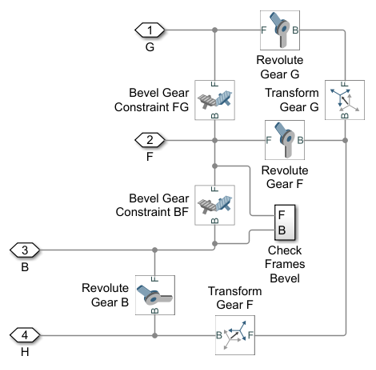 1
G
F
B
Revolute
Gear G
Bevel Gear
Constraint FG
F
B
Transform
Gear G
F
B
2
F
F
B
Revolute
Gear F
Bevel Gear
Constraint BF
F
B
F
B
Check
Frames
Bevel
3
B
Revolute
Gear B
F
B
Transform
Gear F
4
H
B
F